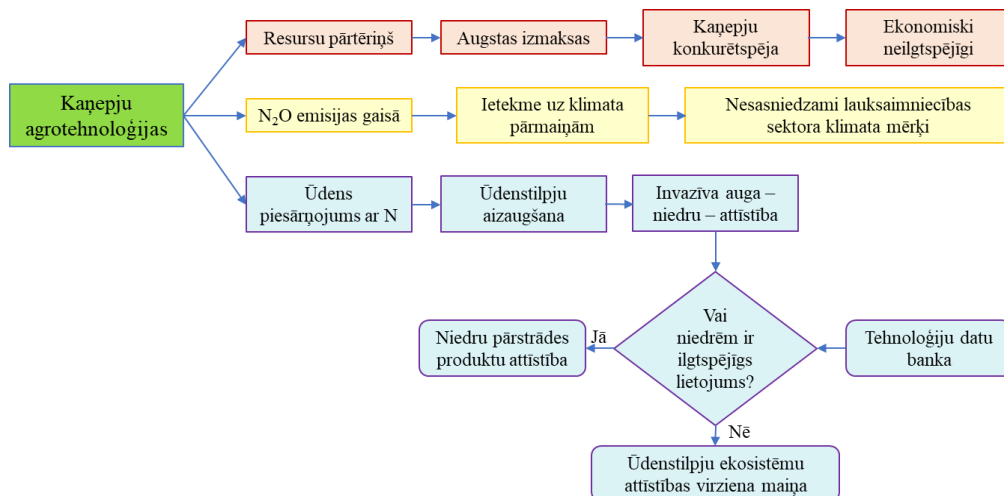 Resursu pārtēriņš
Augstas izmaksas
Kaņepju
konkurētspēja
Ekonomiski
neilgtspējīgi
Kaņepju
agrotehnoloģijas
N₂O emisijas gaisā
Ietekme uz klimata
pārmaiņām
Nesasniedzami lauksaimniecības
sektora klimata mērķi
Ūdens
piesārņojums ar N
Ūdenstilpju
aizaugšana
Invazīva auga –
niedru – attīstība
Vai
niedrēm ir
ilgtspējīgs
lietojums?
Jā
Niedru pārstrādes
produktu attīstība
Tehnoloģiju datu
banka
Nē
Ūdenstilpju ekosistēmu
attīstības virziena maiņa